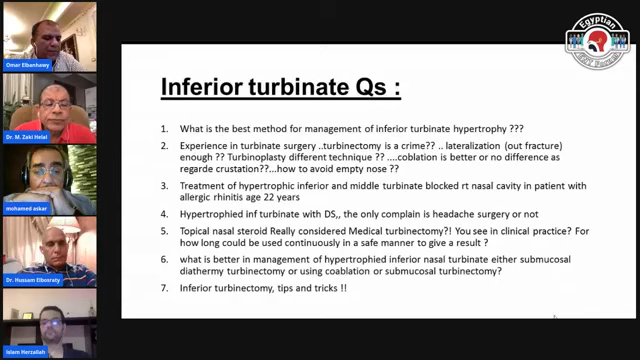 Omar Elbanhawy
Dr. M. Zeki Helal
mohamed askar
Dr. Hussam Elbosraty
Islam Herzallah
Egyptian
Inferior turbinate Qs :
1. What is the best method for management of inferior turbinate hypertrophy ???
2. Experience in turbinate surgery ..turbinectomy is a crime?? .. lateralization (out fracture)
enough ?? Turbinoplasty different technique ?? ....coblation is better or no difference as
regarde crustation??...how to avoid empty nose ??
3. Treatment of hypertrophic inferior and middle turbinate blocked rt nasal cavity in patient with
allergic rhinitis age 22 years
4. Hypertrophied inf turbinate with DS,, the only complain is headache surgery or not
5. Topical nasal steroid Really considered Medical turbinectomy?! You see in clinical practice? For
how long could be used continuously in a safe manner to give a result ?
6. what is better in management of hypertrophied inferior nasal turbinate either submucosal
diathermy turbinectomy or using coablation or submucosal turbinectomy?
7. Inferior turbinectomy, tips and tricks !!